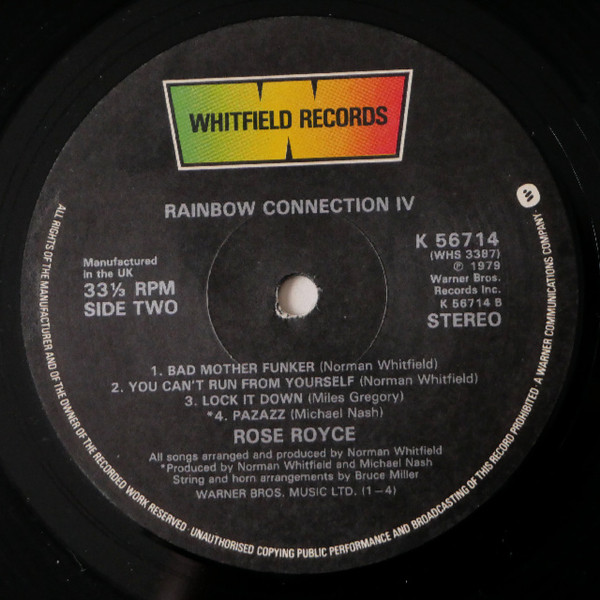 WHITFIELD RECORDS
RAINBOW CONNECTION IV
Manufactured
in the UK
33⅓ RPM
SIDE TWO
K 56714
(WHS 3387)
℗ 1979
Warner Bros.
Records Inc.
K 56714 B
STEREO
1. BAD MOTHER FUNKER (Norman Whitfield)
2. YOU CAN'T RUN FROM YOURSELF (Norman Whitfield)
3. LOCK IT DOWN (Miles Gregory)
*4. PAZAZZ (Michael Nash)
ROSE ROYCE
All songs arranged and produced by Norman Whitfield
*Produced by Norman Whitfield and Michael Nash
String and horn arrangements by Bruce Miller
WARNER BROS. MUSIC LTD. (1–4)
ALL RIGHTS OF THE MANUFACTURER AND OF THE OWNER OF THE RECORDED WORK RESERVED · UNAUTHORISED COPYING PUBLIC PERFORMANCE AND BROADCASTING OF THIS RECORD PROHIBITED · A WARNER COMMUNICATIONS COMPANY ·